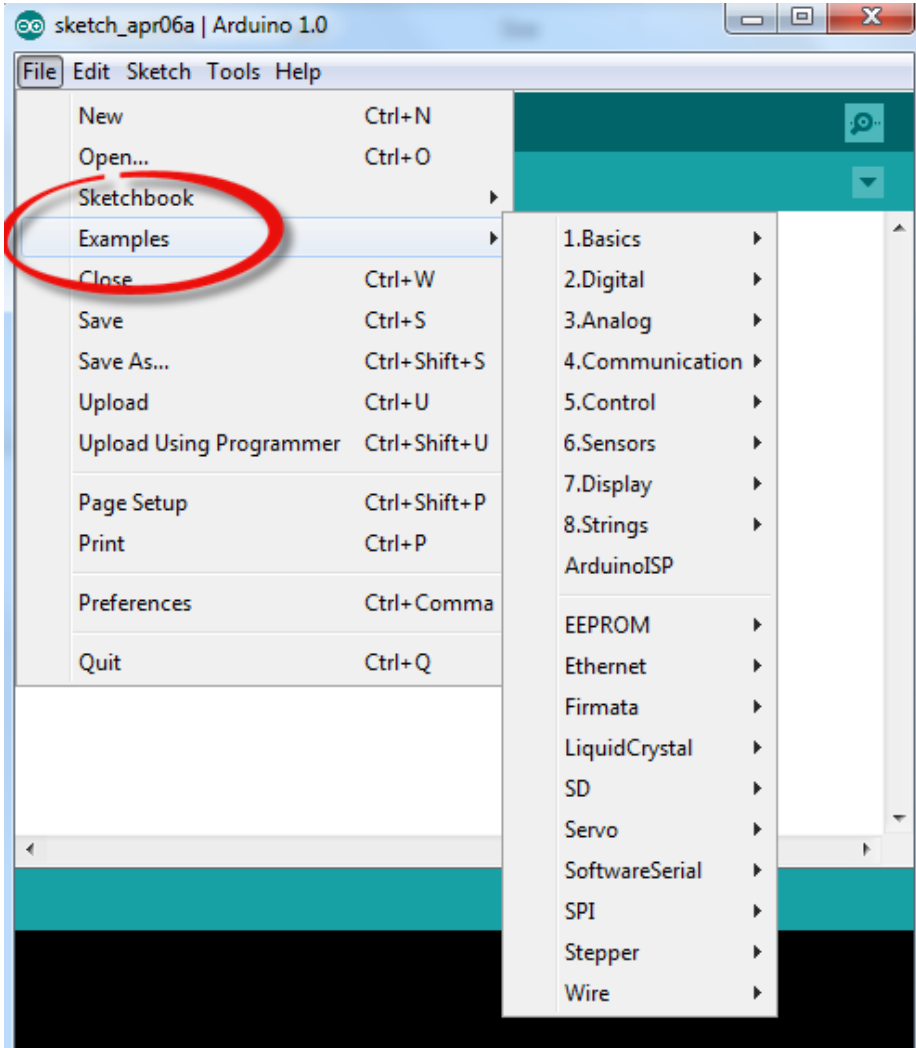 sketch_apr06a | Arduino 1.0
File Edit Sketch Tools Help
New Ctrl+N
Open... Ctrl+O
Sketchbook
Examples
Close Ctrl+W
Save Ctrl+S
Save As... Ctrl+Shift+S
Upload Ctrl+U
Upload Using Programmer Ctrl+Shift+U
Page Setup Ctrl+Shift+P
Print Ctrl+P
Preferences Ctrl+Comma
Quit Ctrl+Q
1.Basics
2.Digital
3.Analog
4.Communication
5.Control
6.Sensors
7.Display
8.Strings
ArduinoISP
EEPROM
Ethernet
Firmata
LiquidCrystal
SD
Servo
SoftwareSerial
SPI
Stepper
Wire